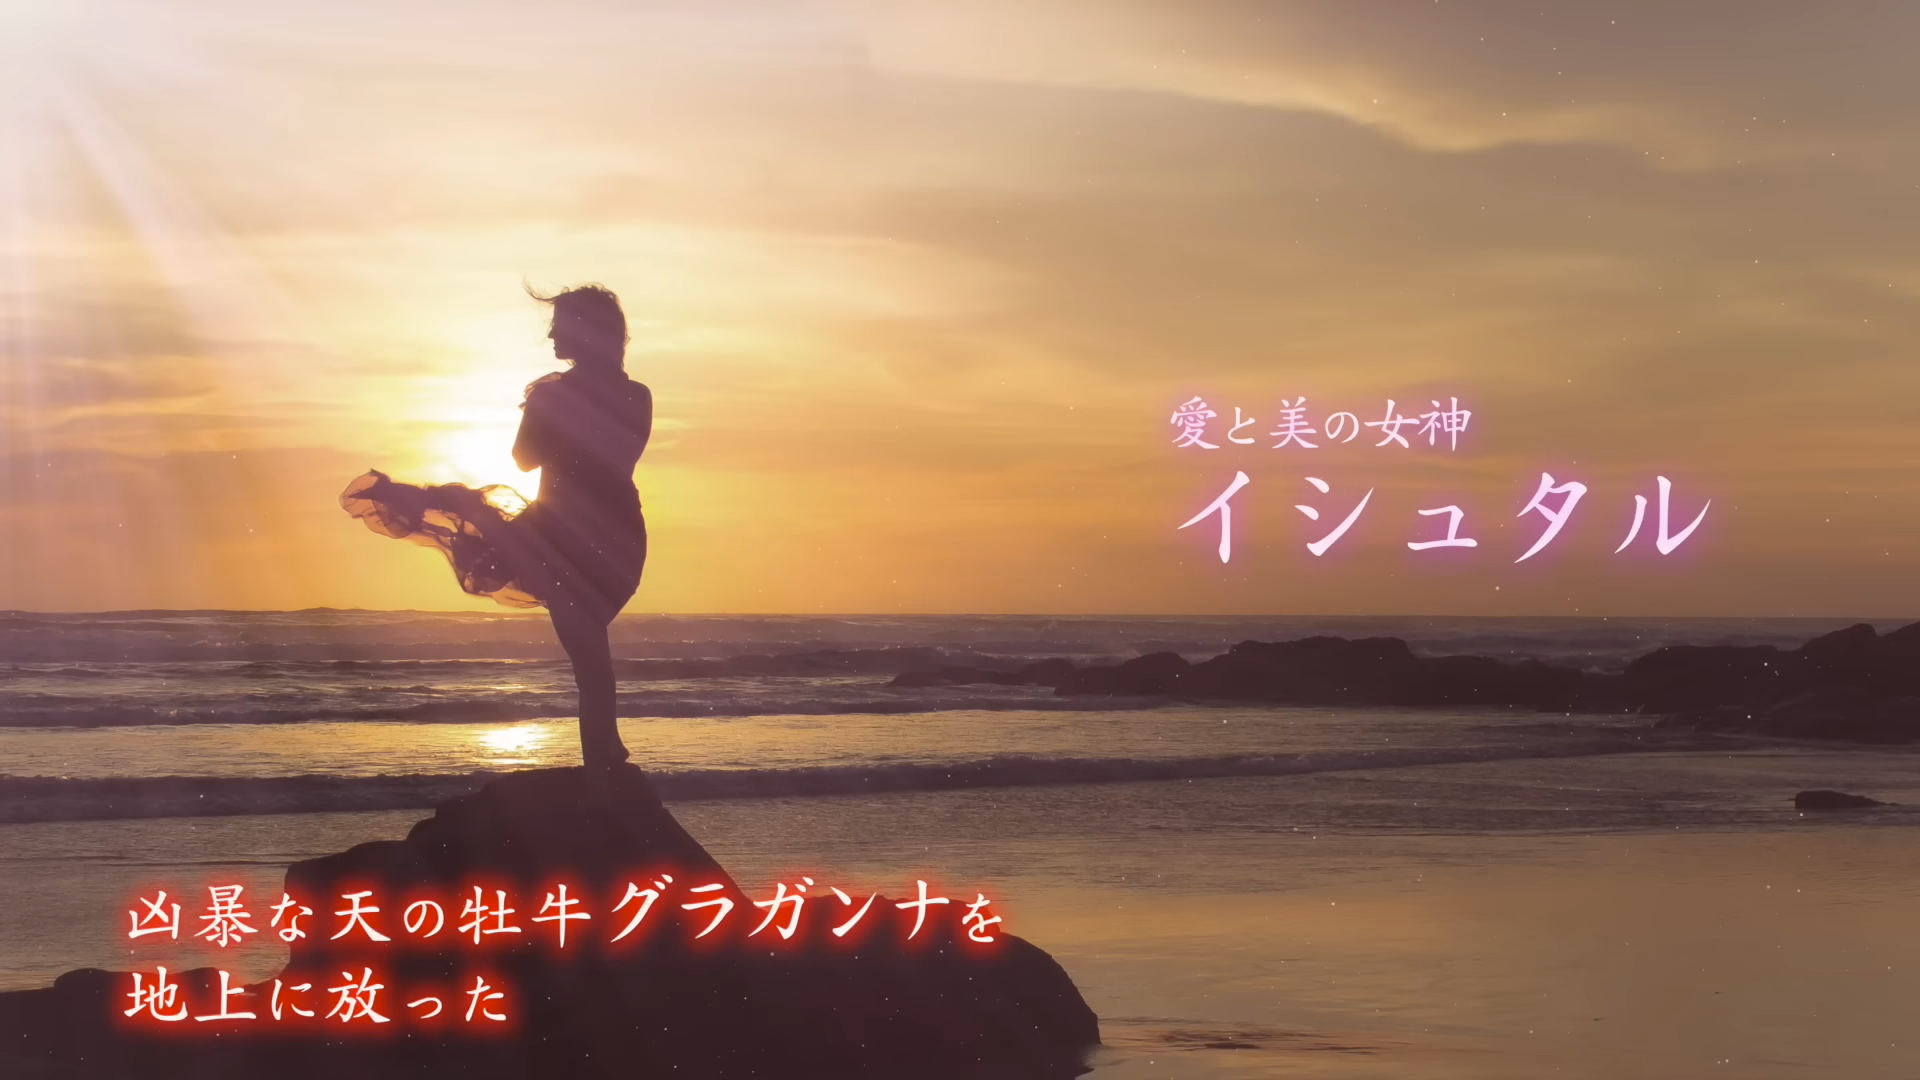 愛と美の女神
イシュタル
凶暴な天の牡牛グラガンナを
地上に放った